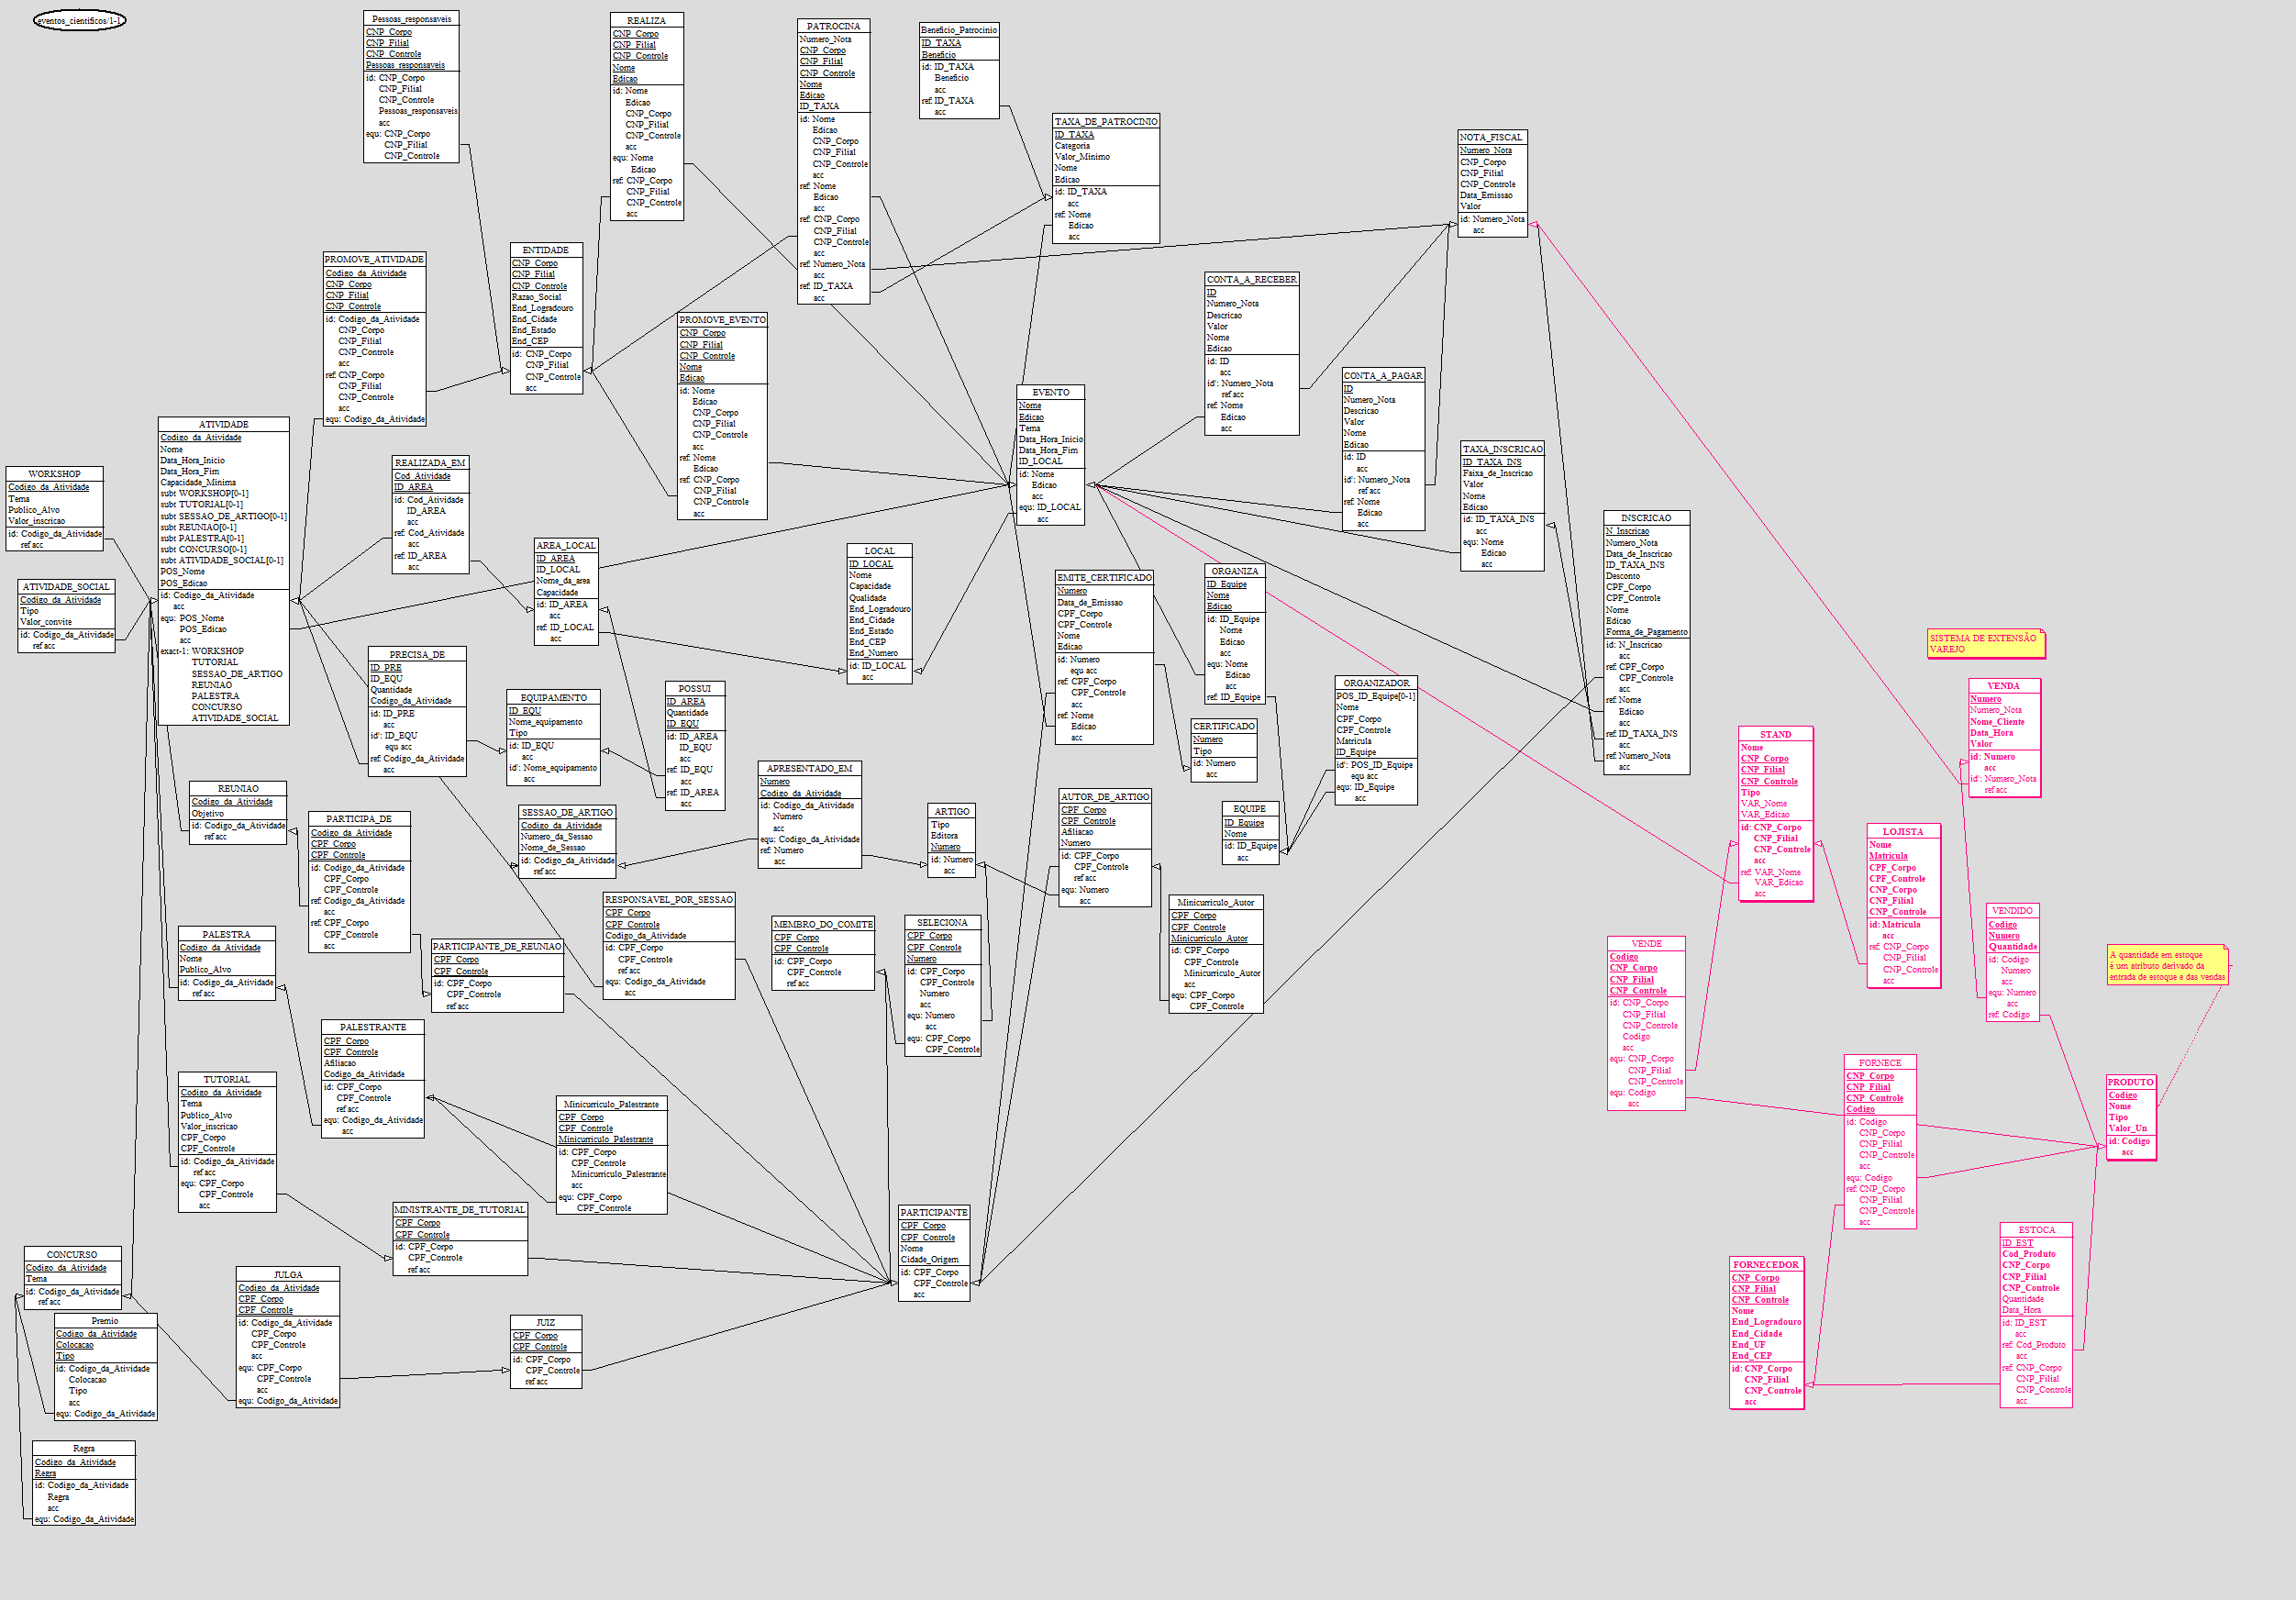 eventos_cientificos/1-1
Pessoas_responsaveis
CNP_Corpo
CNP_Filial
CNP_Controle
Pessoas_responsaveis
id: CNP_Corpo
CNP_Filial
CNP_Controle
Pessoas_responsaveis
acc
equ: CNP_Corpo
CNP_Filial
CNP_Controle
REALIZA
CNP_Corpo
CNP_Filial
CNP_Controle
Nome
Edicao
id: Nome
Edicao
CNP_Corpo
CNP_Filial
CNP_Controle
acc
equ: Nome
Edicao
ref: CNP_Corpo
CNP_Filial
CNP_Controle
acc
PATROCINA
Numero_Nota
CNP_Corpo
CNP_Filial
CNP_Controle
Nome
Edicao
ID_TAXA
id: Nome
Edicao
CNP_Corpo
CNP_Filial
CNP_Controle
acc
ref: Nome
Edicao
acc
ref: CNP_Corpo
CNP_Filial
CNP_Controle
acc
ref: Numero_Nota
acc
ref: ID_TAXA
acc
Beneficio_Patrocinio
ID_TAXA
Beneficio
id: ID_TAXA
Beneficio
acc
ref: ID_TAXA
acc
TAXA_DE_PATROCINIO
ID_TAXA
Categoria
Valor_Minimo
Nome
Edicao
id: ID_TAXA
acc
ref: Nome
Edicao
acc
NOTA_FISCAL
Numero_Nota
CNP_Corpo
CNP_Filial
CNP_Controle
Data_Emissao
Valor
id: Numero_Nota
acc
PROMOVE_ATIVIDADE
Codigo_da_Atividade
CNP_Corpo
CNP_Filial
CNP_Controle
id: Codigo_da_Atividade
CNP_Corpo
CNP_Filial
CNP_Controle
acc
ref: CNP_Corpo
CNP_Filial
CNP_Controle
acc
equ: Codigo_da_Atividade
ENTIDADE
CNP_Corpo
CNP_Filial
CNP_Controle
Razao_Social
End_Logradouro
End_Cidade
End_Estado
End_CEP
id: CNP_Corpo
CNP_Filial
CNP_Controle
acc
PROMOVE_EVENTO
CNP_Corpo
CNP_Filial
CNP_Controle
Nome
Edicao
id: Nome
Edicao
CNP_Corpo
CNP_Filial
CNP_Controle
acc
ref: Nome
Edicao
ref: CNP_Corpo
CNP_Filial
CNP_Controle
acc
CONTA_A_RECEBER
ID
Numero_Nota
Descricao
Valor
Nome
Edicao
id: ID
acc
id': Numero_Nota
ref acc
ref: Nome
Edicao
acc
CONTA_A_PAGAR
ID
Numero_Nota
Descricao
Valor
Nome
Edicao
id: ID
acc
id': Numero_Nota
ref acc
ref: Nome
Edicao
acc
EVENTO
Nome
Edicao
Tema
Data_Hora_Inicio
Data_Hora_Fim
ID_LOCAL
id: Nome
Edicao
acc
equ: ID_LOCAL
acc
TAXA_INSCRICAO
ID_TAXA_INS
Faixa_de_Inscricao
Valor
Nome
Edicao
id: ID_TAXA_INS
acc
equ: Nome
Edicao
acc
INSCRICAO
N_Inscricao
Numero_Nota
Data_de_Inscricao
ID_TAXA_INS
Desconto
CPF_Corpo
CPF_Controle
Nome
Edicao
Forma_de_Pagamento
id: N_Inscricao
acc
ref: CPF_Corpo
CPF_Controle
acc
ref: Nome
Edicao
acc
ref: ID_TAXA_INS
acc
ref: Numero_Nota
acc
WORKSHOP
Codigo_da_Atividade
Tema
Publico_Alvo
Valor_inscricao
id: Codigo_da_Atividade
ref acc
ATIVIDADE_SOCIAL
Codigo_da_Atividade
Tipo
Valor_convite
id: Codigo_da_Atividade
ref acc
ATIVIDADE
Codigo_da_Atividade
Nome
Data_Hora_Inicio
Data_Hora_Fim
Capacidade_Minima
subt: WORKSHOP[0-1]
subt: TUTORIAL[0-1]
subt: SESSAO_DE_ARTIGO[0-1]
subt: REUNIAO[0-1]
subt: PALESTRA[0-1]
subt: CONCURSO[0-1]
subt: ATIVIDADE_SOCIAL[0-1]
POS_Nome
POS_Edicao
id: Codigo_da_Atividade
acc
equ: POS_Nome
POS_Edicao
acc
exact-1: WORKSHOP
TUTORIAL
SESSAO_DE_ARTIGO
REUNIAO
PALESTRA
CONCURSO
ATIVIDADE_SOCIAL
REALIZADA_EM
Cod_Atividade
ID_AREA
id: Cod_Atividade
ID_AREA
acc
ref: Cod_Atividade
acc
ref: ID_AREA
acc
AREA_LOCAL
ID_AREA
ID_LOCAL
Nome_da_area
Capacidade
id: ID_AREA
acc
ref: ID_LOCAL
acc
LOCAL
ID_LOCAL
Nome
Capacidade
Qualidade
End_Logradouro
End_Cidade
End_Estado
End_CEP
End_Numero
id: ID_LOCAL
acc
EMITE_CERTIFICADO
Numero
Data_de_Emissao
CPF_Corpo
CPF_Controle
Nome
Edicao
id: Numero
equ acc
ref: CPF_Corpo
CPF_Controle
acc
ref: Nome
Edicao
acc
ORGANIZA
ID_Equipe
Nome
Edicao
id: ID_Equipe
Nome
Edicao
acc
equ: Nome
Edicao
acc
ref: ID_Equipe
ORGANIZADOR
POS_ID_Equipe[0-1]
Nome
CPF_Corpo
CPF_Controle
Matricula
ID_Equipe
id': POS_ID_Equipe
equ acc
equ: ID_Equipe
acc
CERTIFICADO
Numero
Tipo
id: Numero
acc
EQUIPE
ID_Equipe
Nome
id: ID_Equipe
acc
PRECISA_DE
ID_PRE
ID_EQU
Quantidade
Codigo_da_Atividade
id: ID_PRE
acc
id': ID_EQU
equ acc
ref: Codigo_da_Atividade
acc
EQUIPAMENTO
ID_EQU
Nome_equipamento
Tipo
id: ID_EQU
acc
id': Nome_equipamento
acc
POSSUI
ID_AREA
Quantidade
ID_EQU
id: ID_AREA
ID_EQU
acc
ref: ID_EQU
acc
ref: ID_AREA
acc
REUNIAO
Codigo_da_Atividade
Objetivo
id: Codigo_da_Atividade
ref acc
PARTICIPA_DE
Codigo_da_Atividade
CPF_Corpo
CPF_Controle
id: Codigo_da_Atividade
CPF_Corpo
CPF_Controle
ref: Codigo_da_Atividade
acc
ref: CPF_Corpo
CPF_Controle
acc
SESSAO_DE_ARTIGO
Codigo_da_Atividade
Numero_da_Sessao
Nome_de_Sessao
id: Codigo_da_Atividade
ref acc
APRESENTADO_EM
Numero
Codigo_da_Atividade
id: Codigo_da_Atividade
Numero
acc
equ: Codigo_da_Atividade
ref: Numero
acc
ARTIGO
Tipo
Editora
Numero
id: Numero
acc
AUTOR_DE_ARTIGO
CPF_Corpo
CPF_Controle
Afiliacao
Numero
id: CPF_Corpo
CPF_Controle
ref acc
equ: Numero
acc
Minicurriculo_Autor
CPF_Corpo
CPF_Controle
Minicurriculo_Autor
id: CPF_Corpo
CPF_Controle
Minicurriculo_Autor
acc
equ: CPF_Corpo
CPF_Controle
PALESTRA
Codigo_da_Atividade
Nome
Publico_Alvo
id: Codigo_da_Atividade
ref acc
PARTICIPANTE_DE_REUNIAO
CPF_Corpo
CPF_Controle
id: CPF_Corpo
CPF_Controle
ref acc
RESPONSAVEL_POR_SESSAO
CPF_Corpo
CPF_Controle
Codigo_da_Atividade
id: CPF_Corpo
CPF_Controle
ref acc
equ: Codigo_da_Atividade
acc
MEMBRO_DO_COMITE
CPF_Corpo
CPF_Controle
id: CPF_Corpo
CPF_Controle
ref acc
SELECIONA
CPF_Corpo
CPF_Controle
Numero
id: CPF_Corpo
CPF_Controle
Numero
acc
equ: Numero
acc
equ: CPF_Corpo
CPF_Controle
PALESTRANTE
CPF_Corpo
CPF_Controle
Afiliacao
Codigo_da_Atividade
id: CPF_Corpo
CPF_Controle
ref acc
equ: Codigo_da_Atividade
acc
TUTORIAL
Codigo_da_Atividade
Tema
Publico_Alvo
Valor_inscricao
CPF_Corpo
CPF_Controle
id: Codigo_da_Atividade
ref acc
equ: CPF_Corpo
CPF_Controle
acc
Minicurriculo_Palestrante
CPF_Corpo
CPF_Controle
Minicurriculo_Palestrante
id: CPF_Corpo
CPF_Controle
Minicurriculo_Palestrante
acc
equ: CPF_Corpo
CPF_Controle
MINISTRANTE_DE_TUTORIAL
CPF_Corpo
CPF_Controle
id: CPF_Corpo
CPF_Controle
ref acc
PARTICIPANTE
CPF_Corpo
CPF_Controle
Nome
Cidade_Origem
id: CPF_Corpo
CPF_Controle
acc
CONCURSO
Codigo_da_Atividade
Tema
id: Codigo_da_Atividade
ref acc
Premio
Codigo_da_Atividade
Colocacao
Tipo
id: Codigo_da_Atividade
Colocacao
Tipo
acc
equ: Codigo_da_Atividade
JULGA
Codigo_da_Atividade
CPF_Corpo
CPF_Controle
id: Codigo_da_Atividade
CPF_Corpo
CPF_Controle
acc
equ: CPF_Corpo
CPF_Controle
acc
equ: Codigo_da_Atividade
JUIZ
CPF_Corpo
CPF_Controle
id: CPF_Corpo
CPF_Controle
ref acc
Regra
Codigo_da_Atividade
Regra
id: Codigo_da_Atividade
Regra
acc
equ: Codigo_da_Atividade
SISTEMA DE EXTENSÃO
VAREJO
VENDA
Numero
Numero_Nota
Nome_Cliente
Data_Hora
Valor
id: Numero
acc
id': Numero_Nota
ref acc
STAND
Nome
CNP_Corpo
CNP_Filial
CNP_Controle
Tipo
VAR_Nome
VAR_Edicao
id: CNP_Corpo
CNP_Filial
CNP_Controle
acc
ref: VAR_Nome
VAR_Edicao
acc
LOJISTA
Nome
Matricula
CPF_Corpo
CPF_Controle
CNP_Corpo
CNP_Filial
CNP_Controle
id: Matricula
acc
ref: CNP_Corpo
CNP_Filial
CNP_Controle
acc
VENDIDO
Codigo
Numero
Quantidade
id: Codigo
Numero
acc
equ: Numero
acc
ref: Codigo
A quantidade em estoque
é um atributo derivado da
entrada de estoque e das vendas
VENDE
Codigo
CNP_Corpo
CNP_Filial
CNP_Controle
id: CNP_Corpo
CNP_Filial
CNP_Controle
Codigo
acc
equ: CNP_Corpo
CNP_Filial
CNP_Controle
equ: Codigo
acc
FORNECE
CNP_Corpo
CNP_Filial
CNP_Controle
Codigo
id: Codigo
CNP_Corpo
CNP_Filial
CNP_Controle
acc
equ: Codigo
ref: CNP_Corpo
CNP_Filial
CNP_Controle
acc
PRODUTO
Codigo
Nome
Tipo
Valor_Un
id: Codigo
acc
ESTOCA
ID_EST
Cod_Produto
CNP_Corpo
CNP_Filial
CNP_Controle
Quantidade
Data_Hora
id: ID_EST
acc
ref: Cod_Produto
acc
ref: CNP_Corpo
CNP_Filial
CNP_Controle
acc
FORNECEDOR
CNP_Corpo
CNP_Filial
CNP_Controle
Nome
End_Logradouro
End_Cidade
End_UF
End_CEP
id: CNP_Corpo
CNP_Filial
CNP_Controle
acc